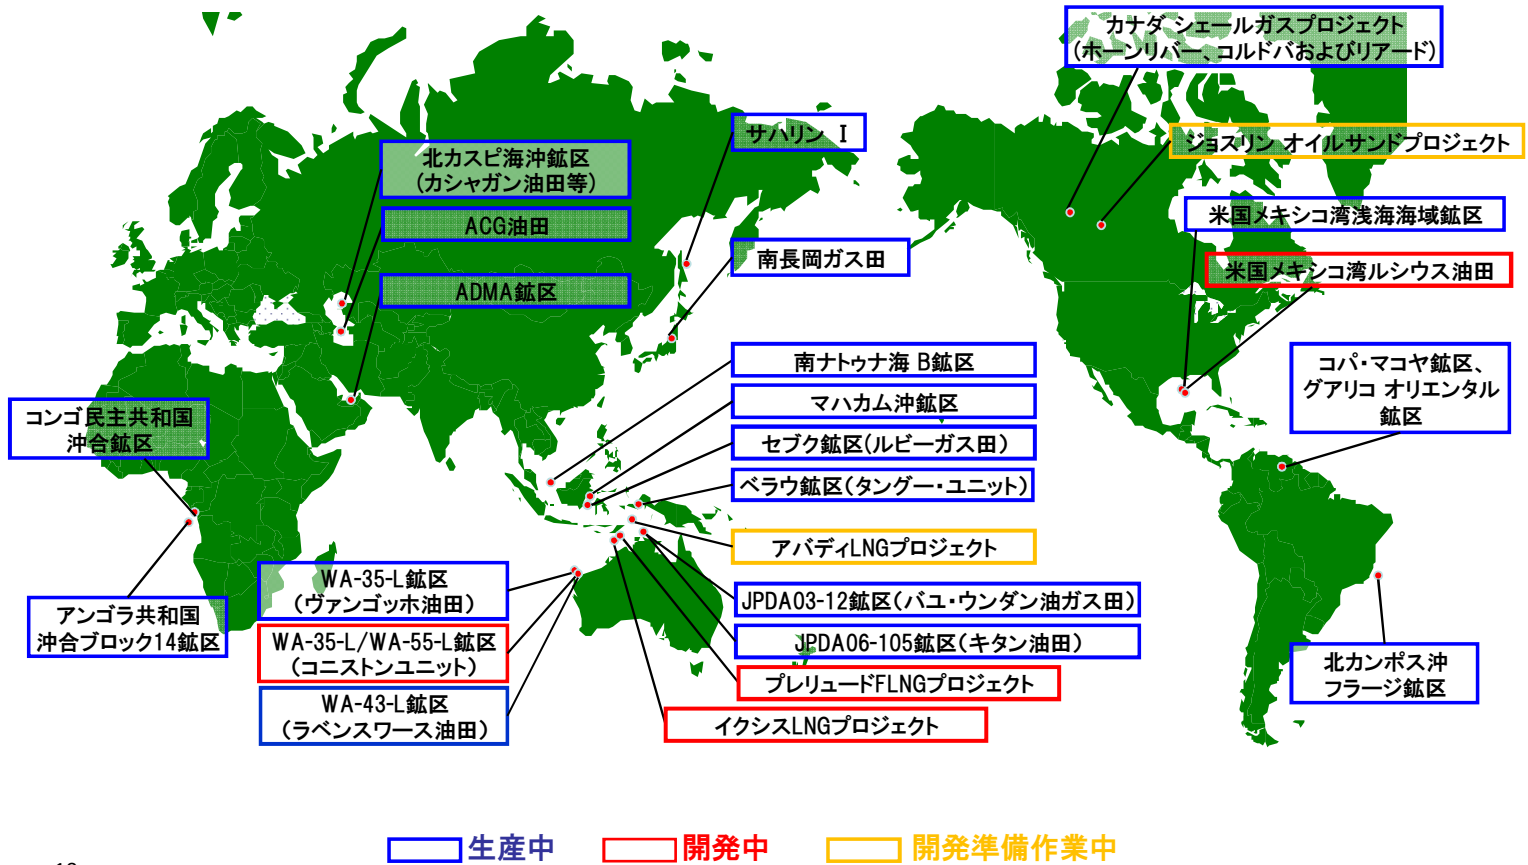 カナダ シェールガスプロジェクト
(ホーンリバー、コルドバおよびリアード)
サハリン Ⅰ
ジョスリン オイルサンドプロジェクト
北カスピ海沖鉱区
(カシャガン油田等)
米国メキシコ湾浅海海域鉱区
ACG油田
南長岡ガス田
米国メキシコ湾ルシウス油田
ADMA鉱区
南ナトゥナ海 B鉱区
コパ・マコヤ鉱区、
グアリコ オリエンタル
鉱区
マハカム沖鉱区
コンゴ民主共和国
沖合鉱区
セブク鉱区(ルビーガス田)
ベラウ鉱区(タングー・ユニット)
アバディLNGプロジェクト
WA-35-L鉱区
(ヴァンゴッホ油田)
JPDA03-12鉱区(バユ・ウンダン油ガス田)
アンゴラ共和国
沖合ブロック14鉱区
WA-35-L/WA-55-L鉱区
(コニストンユニット)
JPDA06-105鉱区(キタン油田)
北カンポス沖
フラージ鉱区
プレリュードFLNGプロジェクト
WA-43-L鉱区
(ラベンスワース油田)
イクシスLNGプロジェクト
生産中
開発中
開発準備作業中